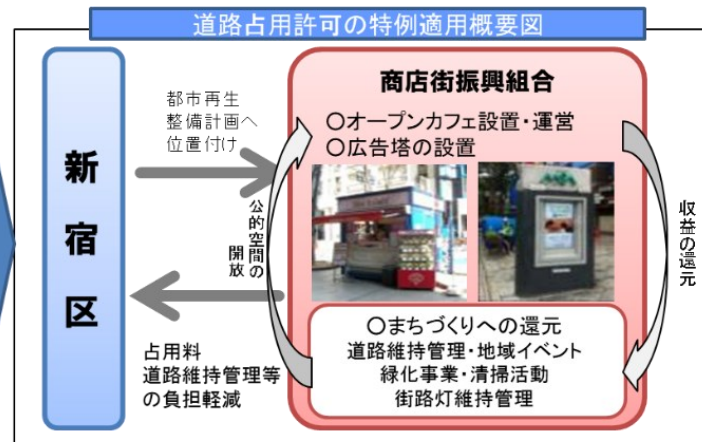 道路占用許可の特例適用概要図
新宿区
都市再生
整備計画へ
位置付け
占用料
道路維持管理等
の負担軽減
商店街振興組合
〇オープンカフェ設置・運営
〇広告塔の設置
公的空間の
開放
収益の還元
〇まちづくりへの還元
道路維持管理・地域イベント
緑化事業・清掃活動
街路灯維持管理